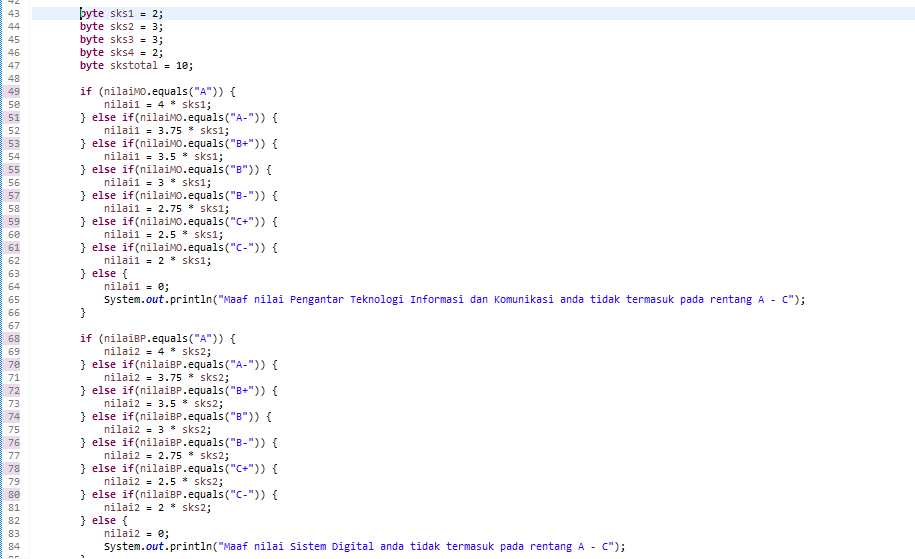 42
43 byte sks1 = 2;
44 byte sks2 = 3;
45 byte sks3 = 3;
46 byte sks4 = 2;
47 byte skstotal = 10;
48
49 if (nilaiMO.equals("A")) {
50 nilai1 = 4 * sks1;
51 } else if(nilaiMO.equals("A-")) {
52 nilai1 = 3.75 * sks1;
53 } else if(nilaiMO.equals("B+")) {
54 nilai1 = 3.5 * sks1;
55 } else if(nilaiMO.equals("B")) {
56 nilai1 = 3 * sks1;
57 } else if(nilaiMO.equals("B-")) {
58 nilai1 = 2.75 * sks1;
59 } else if(nilaiMO.equals("C+")) {
60 nilai1 = 2.5 * sks1;
61 } else if(nilaiMO.equals("C-")) {
62 nilai1 = 2 * sks1;
63 } else {
64 nilai1 = 0;
65 System.out.println("Maaf nilai Pengantar Teknologi Informasi dan Komunikasi anda tidak termasuk pada rentang A - C");
66 }
67
68 if (nilaiBP.equals("A")) {
69 nilai2 = 4 * sks2;
70 } else if(nilaiBP.equals("A-")) {
71 nilai2 = 3.75 * sks2;
72 } else if(nilaiBP.equals("B+")) {
73 nilai2 = 3.5 * sks2;
74 } else if(nilaiBP.equals("B")) {
75 nilai2 = 3 * sks2;
76 } else if(nilaiBP.equals("B-")) {
77 nilai2 = 2.75 * sks2;
78 } else if(nilaiBP.equals("C+")) {
79 nilai2 = 2.5 * sks2;
80 } else if(nilaiBP.equals("C-")) {
81 nilai2 = 2 * sks2;
82 } else {
83 nilai2 = 0;
84 System.out.println("Maaf nilai Sistem Digital anda tidak termasuk pada rentang A - C");